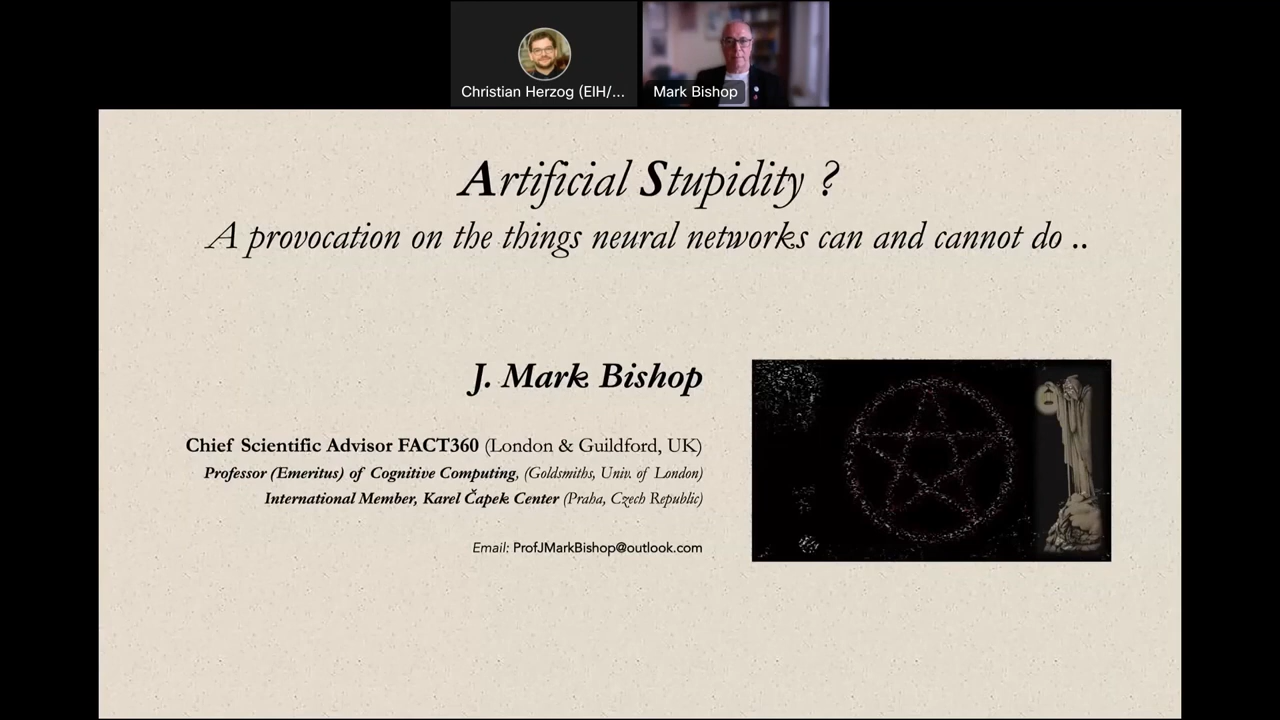 Christian Herzog (EIH/...
Mark Bishop
Artificial Stupidity ?
A provocation on the things neural networks can and cannot do ..
J. Mark Bishop
Chief Scientific Advisor FACT360 (London & Guildford, UK)
Professor (Emeritus) of Cognitive Computing, (Goldsmiths, Univ. of London)
International Member, Karel Čapek Center (Praha, Czech Republic)
Email: ProfJMarkBishop@outlook.com